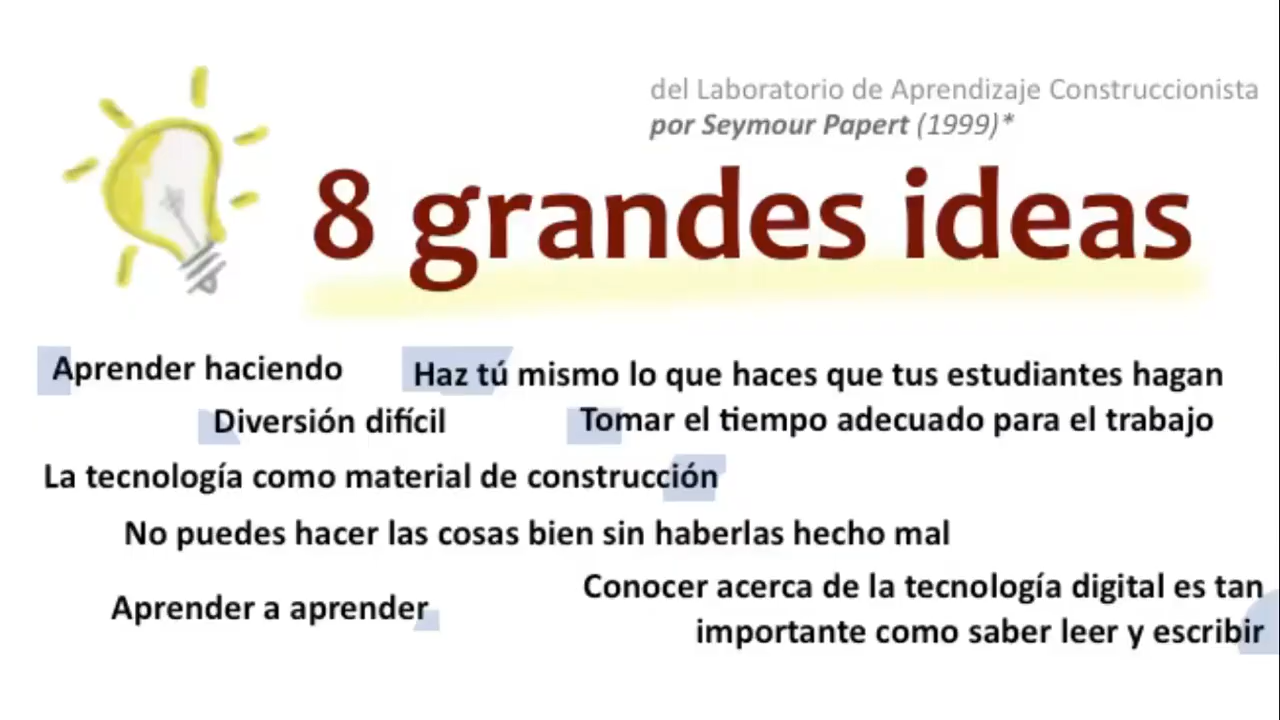 del Laboratorio de Aprendizaje Construccionista
por Seymour Papert (1999)*
8 grandes ideas
Aprender haciendo
Haz tú mismo lo que haces que tus estudiantes hagan
Diversión difícil
Tomar el tiempo adecuado para el trabajo
La tecnología como material de construcción
No puedes hacer las cosas bien sin haberlas hecho mal
Aprender a aprender
Conocer acerca de la tecnología digital es tan
importante como saber leer y escribir